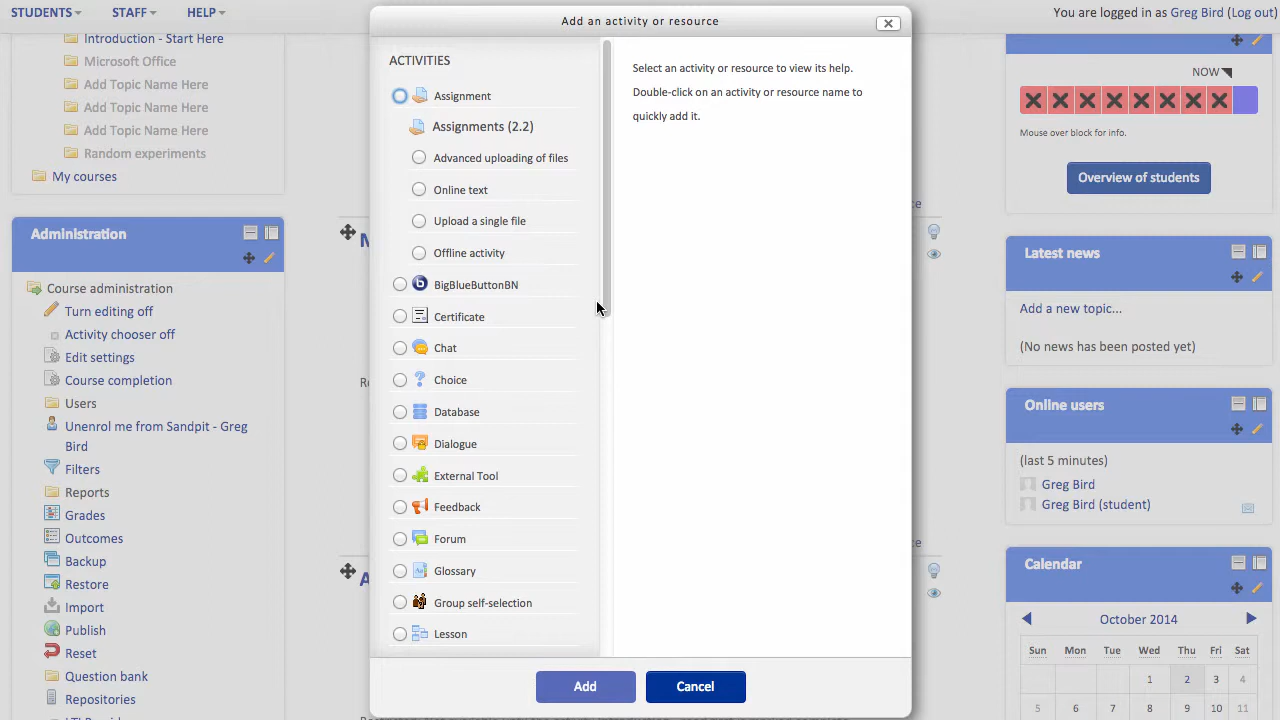 STUDENTS
STAFF
HELP
You are logged in as Greg Bird (Log out)
Introduction - Start Here
Microsoft Office
Add Topic Name Here
Add Topic Name Here
Add Topic Name Here
Random experiments
My courses
Administration
Course administration
Turn editing off
Activity chooser off
Edit settings
Course completion
Users
Unenrol me from Sandpit - Greg
Bird
Filters
Reports
Grades
Outcomes
Backup
Restore
Import
Publish
Reset
Question bank
Repositories
Add an activity or resource
ACTIVITIES
Assignment
Assignments (2.2)
Advanced uploading of files
Online text
Upload a single file
Offline activity
BigBlueButtonBN
Certificate
Chat
Choice
Database
Dialogue
External Tool
Feedback
Forum
Glossary
Group self-selection
Lesson
Select an activity or resource to view its help.
Double-click on an activity or resource name to
quickly add it.
Add
Cancel
NOW
Mouse over block for info.
Overview of students
Latest news
Add a new topic...
(No news has been posted yet)
Online users
(last 5 minutes)
Greg Bird
Greg Bird (student)
Calendar
October 2014
Sun Mon Tue Wed Thu Fri Sat
1 2 3 4
5 6 7 8 9 10 11